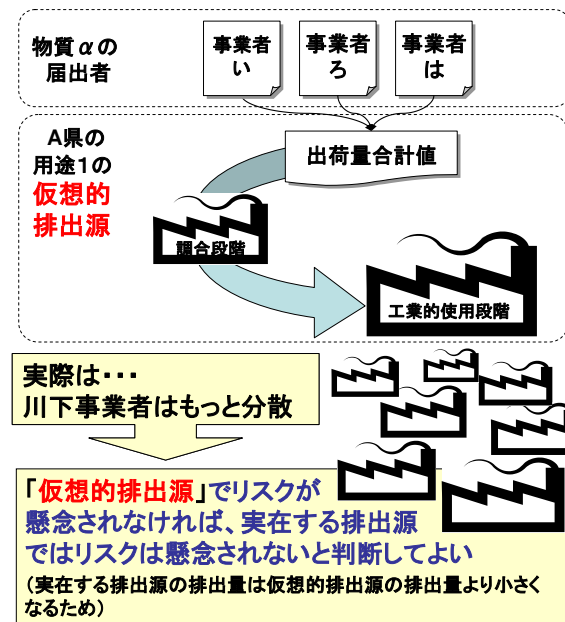 物質αの
届出者
事業者
い
事業者
ろ
事業者
は
A県の
用途1の
仮想的
排出源
出荷量合計値
調合段階
工業的使用段階
実際は・・・
川下事業者はもっと分散
「仮想的排出源」でリスクが
懸念されなければ、実在する排出源
ではリスクは懸念されないと判断してよい
（実在する排出源の排出量は仮想的排出源の排出量より小さく
なるため）